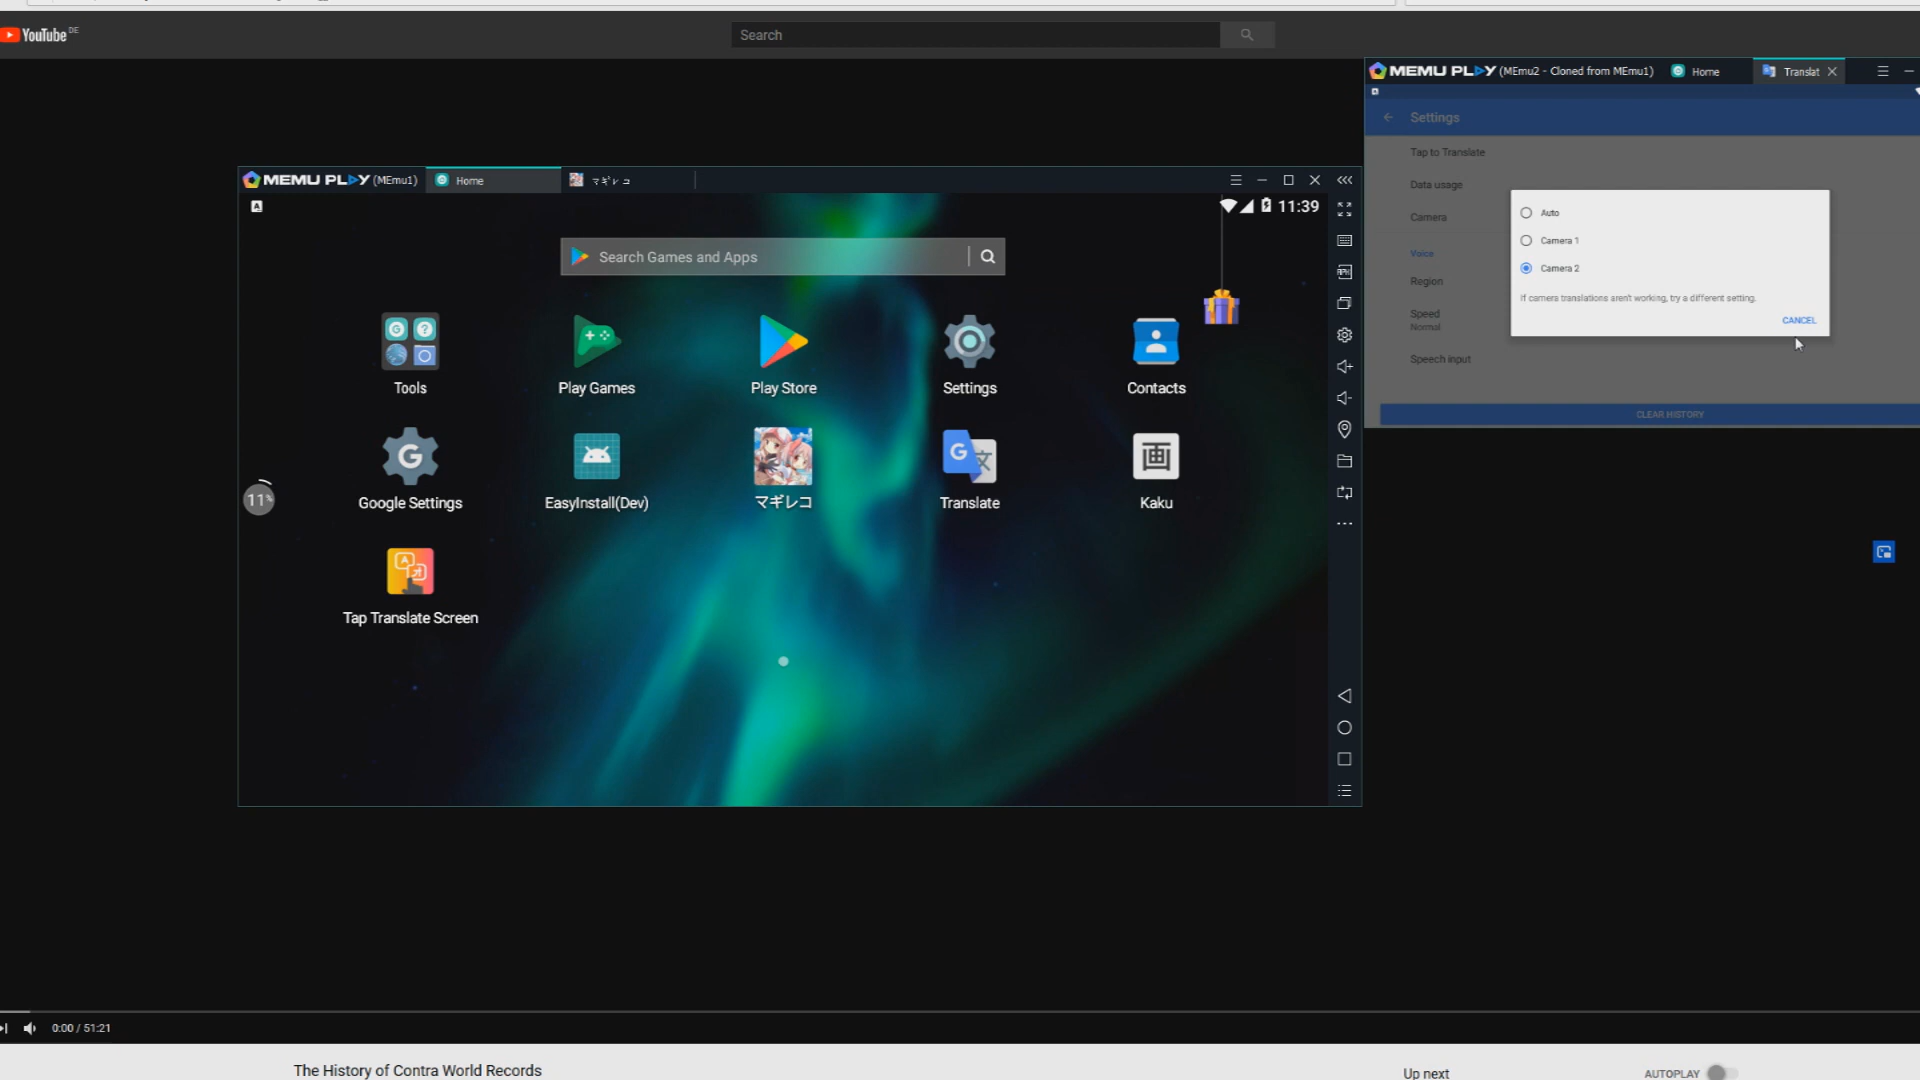 YouTube DE
Search
MEMU PLAY (MEmu1)
Home
マギレコ
11:39
Search Games and Apps
Tools
Play Games
Play Store
Settings
Contacts
Google Settings
EasyInstall(Dev)
マギレコ
Translate
Kaku
11%
Tap Translate Screen
MEMU PLAY (MEmu2 - Cloned from MEmu1)
Home
Translat
Settings
Tap to Translate
Data usage
Camera
Voice
Region
Speed
Normal
Speech input
Auto
Camera 1
Camera 2
If camera translations aren't working, try a different setting.
CANCEL
CLEAR HISTORY
0:00 / 51:21
The History of Contra World Records
Up next
AUTOPLAY